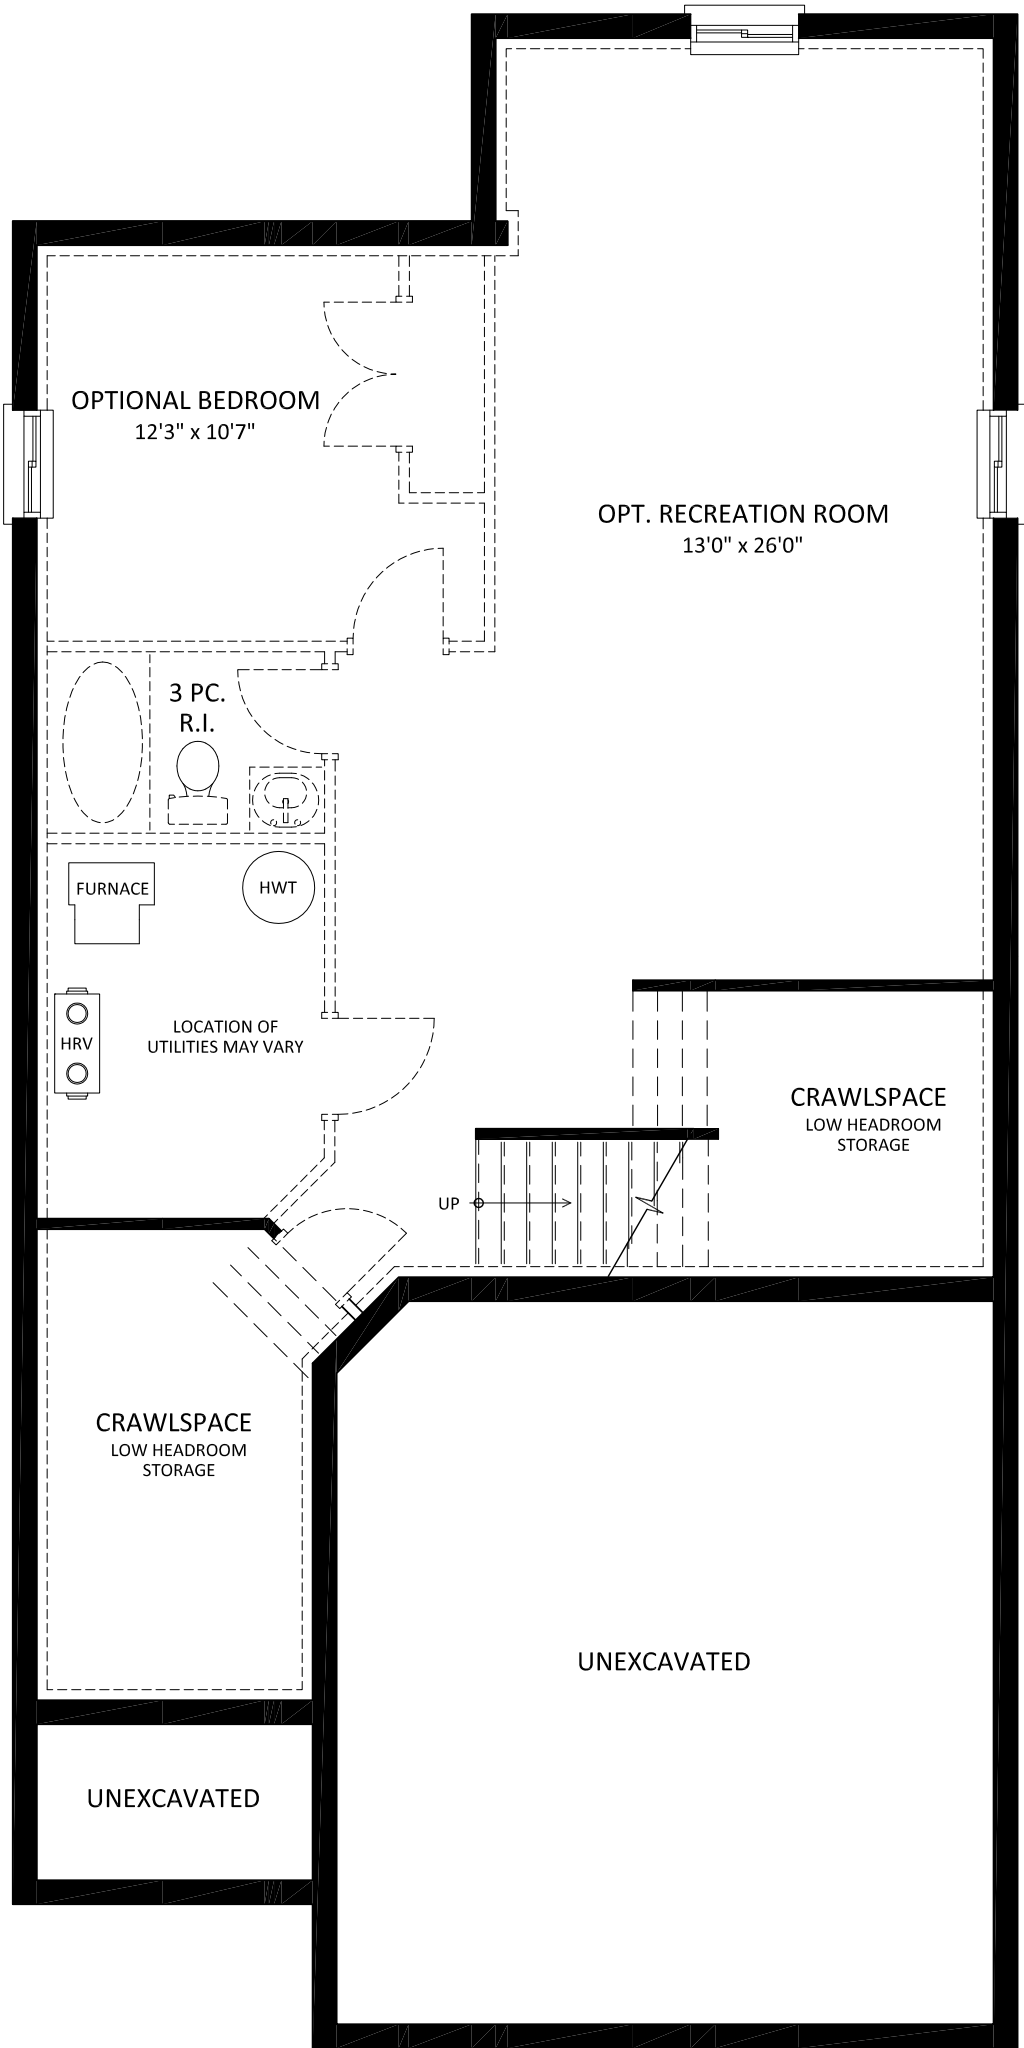 OPTIONAL BEDROOM
12'3" x 10'7"
OPT. RECREATION ROOM
13'0" x 26'0"
3 PC.
R.I.
FURNACE
HWT
HRV
LOCATION OF
UTILITIES MAY VARY
CRAWLSPACE
LOW HEADROOM
STORAGE
UP
CRAWLSPACE
LOW HEADROOM
STORAGE
UNEXCAVATED
UNEXCAVATED